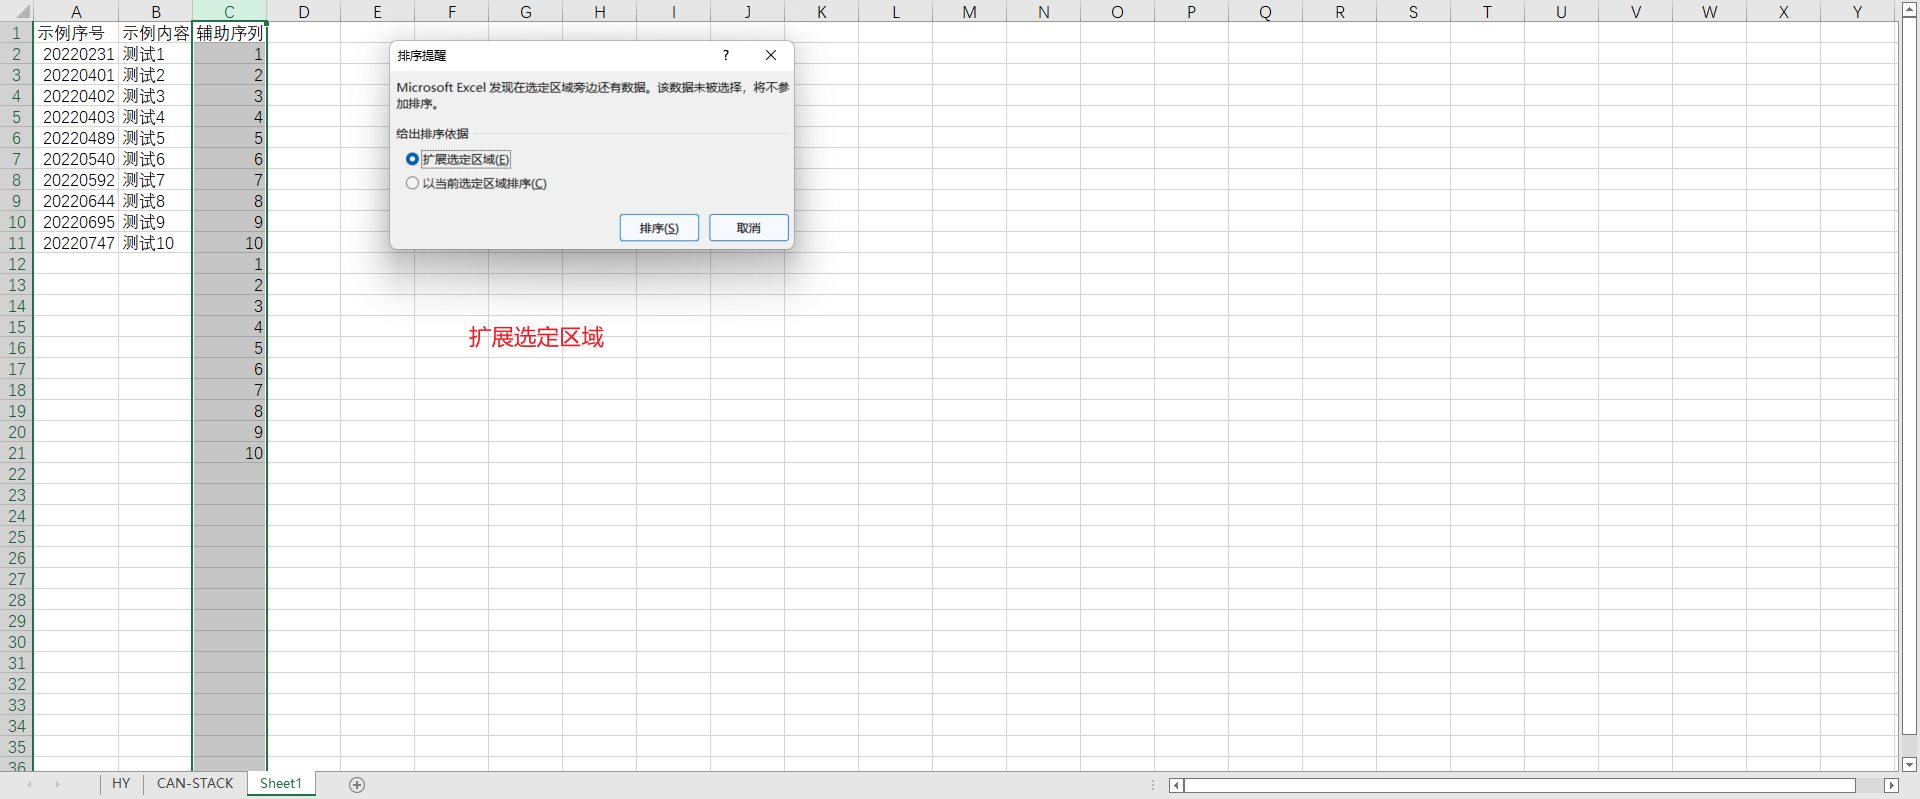 A B C D E F G H I J K L M N O P Q R S T U V W X Y
1 示例序号 示例内容 辅助序列
2 20220231 测试1 1
3 20220401 测试2 2
4 20220402 测试3 3
5 20220403 测试4 4
6 20220489 测试5 5
7 20220540 测试6 6
8 20220592 测试7 7
9 20220644 测试8 8
10 20220695 测试9 9
11 20220747 测试10 10
12 1
13 2
14 3
15 4
16 5
17 6
18 7
19 8
20 9
21 10
22
23
24
25
26
27
28
29
30
31
32
33
34
35
36
排序提醒 ?
Microsoft Excel 发现在选定区域旁边还有数据。该数据未被选择，将不参
加排序。
给出排序依据
扩展选定区域(E)
以当前选定区域排序(C)
排序(S) 取消
扩展选定区域
HY CAN-STACK Sheet1